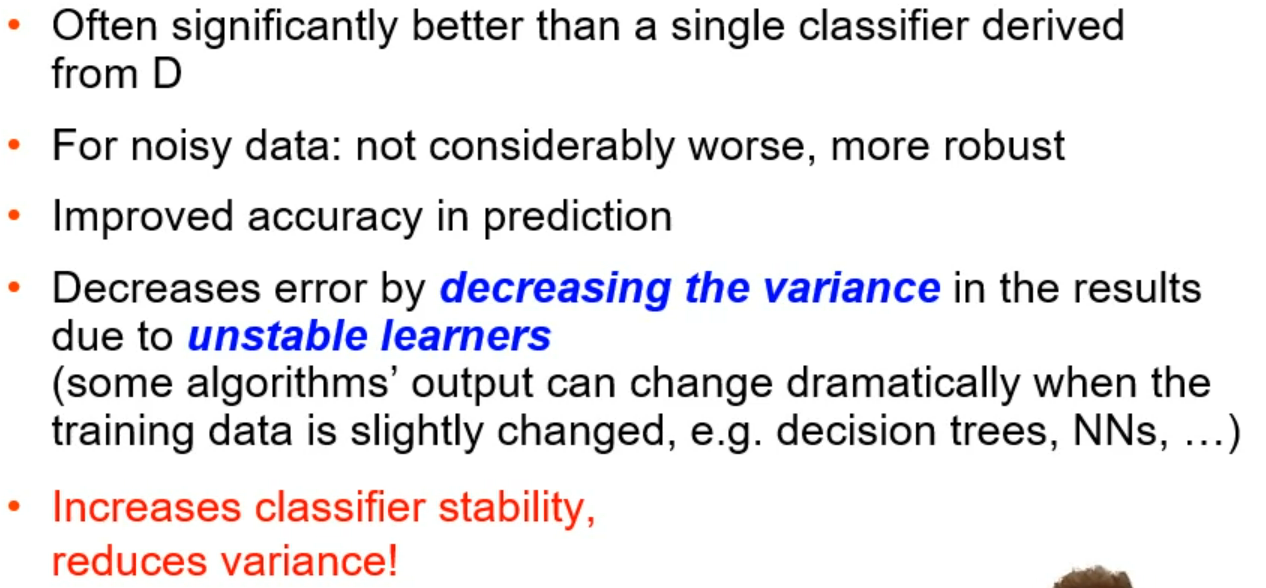 • Often significantly better than a single classifier derived
from D
• For noisy data: not considerably worse, more robust
• Improved accuracy in prediction
• Decreases error by decreasing the variance in the results
due to unstable learners
(some algorithms’ output can change dramatically when the
training data is slightly changed, e.g. decision trees, NNs, …)
• Increases classifier stability,
reduces variance!